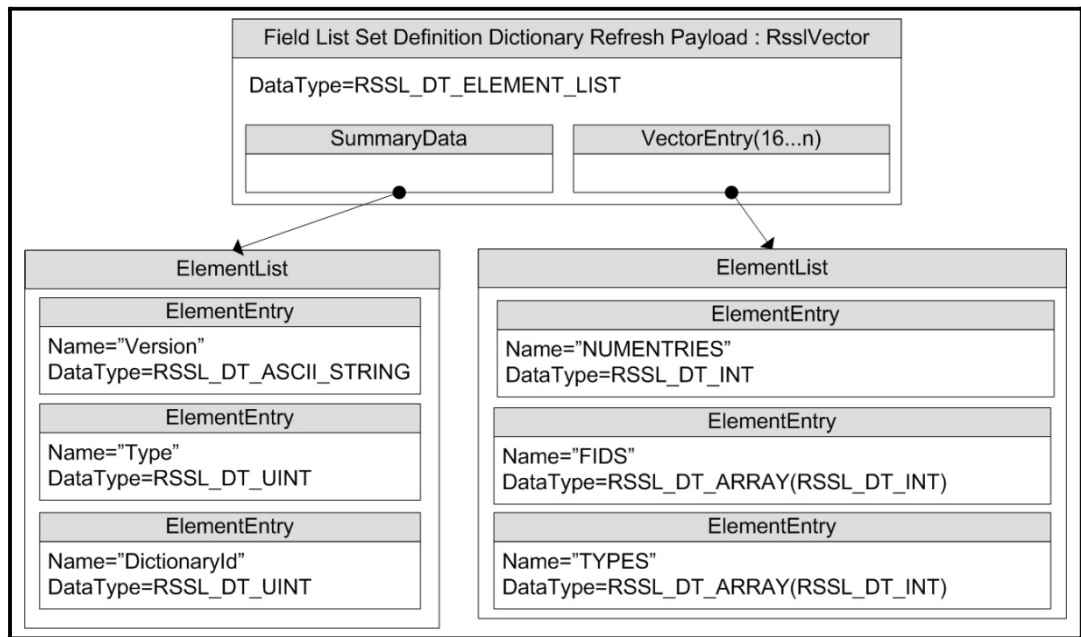 Field List Set Definition Dictionary Refresh Payload : RsslVector
DataType=RSSL_DT_ELEMENT_LIST
SummaryData
VectorEntry(16...n)
ElementList
ElementEntry
Name=”Version”
DataType=RSSL_DT_ASCII_STRING
ElementEntry
Name=”Type”
DataType=RSSL_DT_UINT
ElementEntry
Name=”DictionaryId”
DataType=RSSL_DT_UINT
ElementList
ElementEntry
Name=”NUMENTRIES”
DataType=RSSL_DT_INT
ElementEntry
Name=”FIDS”
DataType=RSSL_DT_ARRAY(RSSL_DT_INT)
ElementEntry
Name=”TYPES”
DataType=RSSL_DT_ARRAY(RSSL_DT_INT)